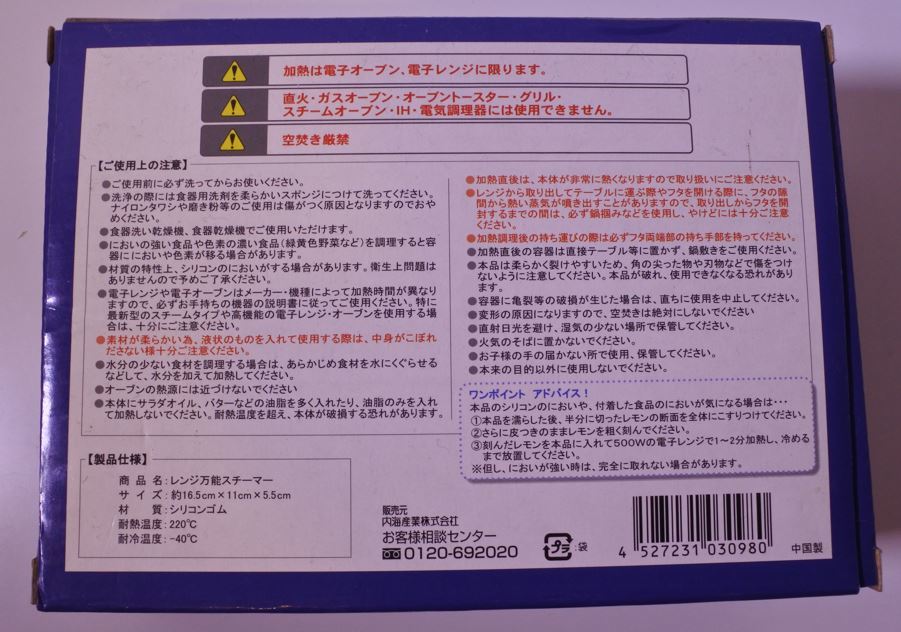 加熱は電子オーブン、電子レンジに限ります。
直火・ガスオーブン・オーブントースター・グリル・
スチームオーブン・IH・電気調理器には使用できません。
空焚き厳禁
【ご使用上の注意】
●ご使用前に必ず洗ってからお使いください。
●洗浄の際には食器用洗剤を柔らかいスポンジにつけて洗ってください。
ナイロンタワシや磨き粉等のご使用は傷がつく原因となりますのでおや
めください。
●食器洗い乾燥機、食器乾燥機でご使用いただけます。
●においの強い食品や色素の濃い食品(緑黄色野菜など)を調理すると容
器ににおいや色素が移る場合があります。
●材質の特性上、シリコンのにおいがする場合があります。衛生上問題は
ありませんので予めご了承ください。
●電子レンジや電子オーブンはメーカー・機種によって加熱時間が異なり
ますので、必ずお手持ちの機器の説明書に従ってご使用ください。特に
最新型のスチームタイプや高機能の電子レンジ・オーブンを使用する場
合は、十分にご注意ください。
●素材が柔らかい為、液状のものを入れて使用する際は、中身がこぼれ
ださない様十分ご注意ください。
●水分の少ない食材を調理する場合は、あらかじめ食材を水にくぐらせる
などして、水分を加えて加熱してください。
●オーブンの熱源には近づけないでください
●本体にサラダオイル、バターなどの油脂を多く入れたり、油脂のみを入れ
て加熱しないでください。耐熱温度を超え、本体が破損する恐れがあります。
●加熱直後は、本体が非常に熱くなりますので取り扱いにご注意ください。
●レンジから取り出してテーブルに運ぶ際やフタを開ける際に、フタの隙
間から熱い蒸気が噴き出すことがありますので、取り出しからフタを開
封するまでの間は、必ず鍋掴みなどを使用し、やけどには十分ご注意
ください。
●加熱調理後の持ち運びの際は必ずフタ両端部の持ち手部を持ってください。
●加熱直後の容器は直接テーブル等に置かず、鍋敷きをご使用ください。
●本品は柔らかく裂けやすいため、角の尖った物や刃物などで傷をつけ
ないように注意してください。本品が破れ、使用できなくなる恐れがあり
ます。
●容器に亀裂等の破損が生じた場合は、直ちに使用を中止してください。
●変形の原因になりますので、空焚きは絶対にしないでください
●直射日光を避け、湿気の少ない場所で保管してください。
●火気のそばに置かないでください。
●お子様の手の届かない所で使用、保管してください。
●本来の目的以外に使用しないでください。
ワンポイント アドバイス!
本品のシリコンのにおいや、付着した食品のにおいが気になる場合は・・・
①本品を濡らした後、半分に切ったレモンの断面を全体にこすりつけてください。
②さらに皮つきのままレモンを粗く刻んでください。
③刻んだレモンを本品に入れて500Wの電子レンジで1～2分加熱し、冷める
まで放置してください。
※但し、においが強い時は、完全に取れない場合があります。
【製品仕様】
商品名:レンジ万能スチーマー
サイズ:約16.5cm×11cm×5.5cm
材質:シリコンゴム
耐熱温度:220℃
耐冷温度:-40℃
販売元
内海産業株式会社
お客様相談センター
0120-692020
プラ :袋
4 527231 030980
中国製